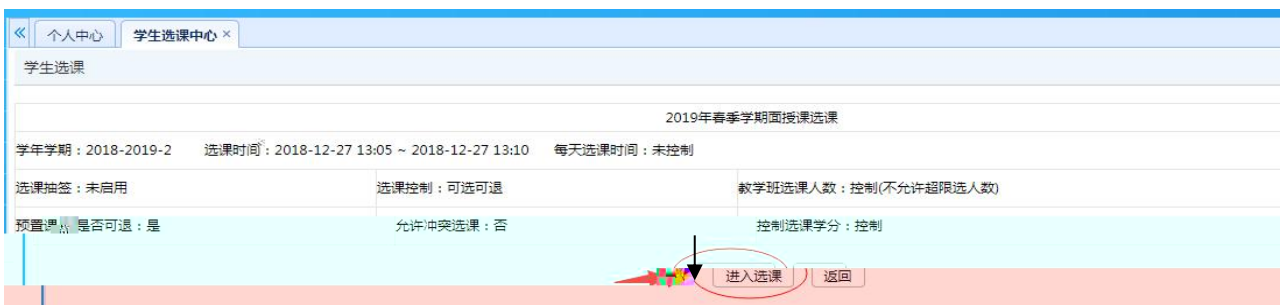 个人中心 学生选课中心
学生选课
2019年春季学期面授课选课
学年学期：2018-2019-2 选课时间：2018-12-27 13:05 ~ 2018-12-27 13:10 每天选课时间：未控制
选课抽签：未启用 选课控制：可选可退 教学班选课人数：控制(不允许超限选人数)
预置课 是否可退：是 允许冲突选课：否 控制选课学分：控制
进入选课 返回